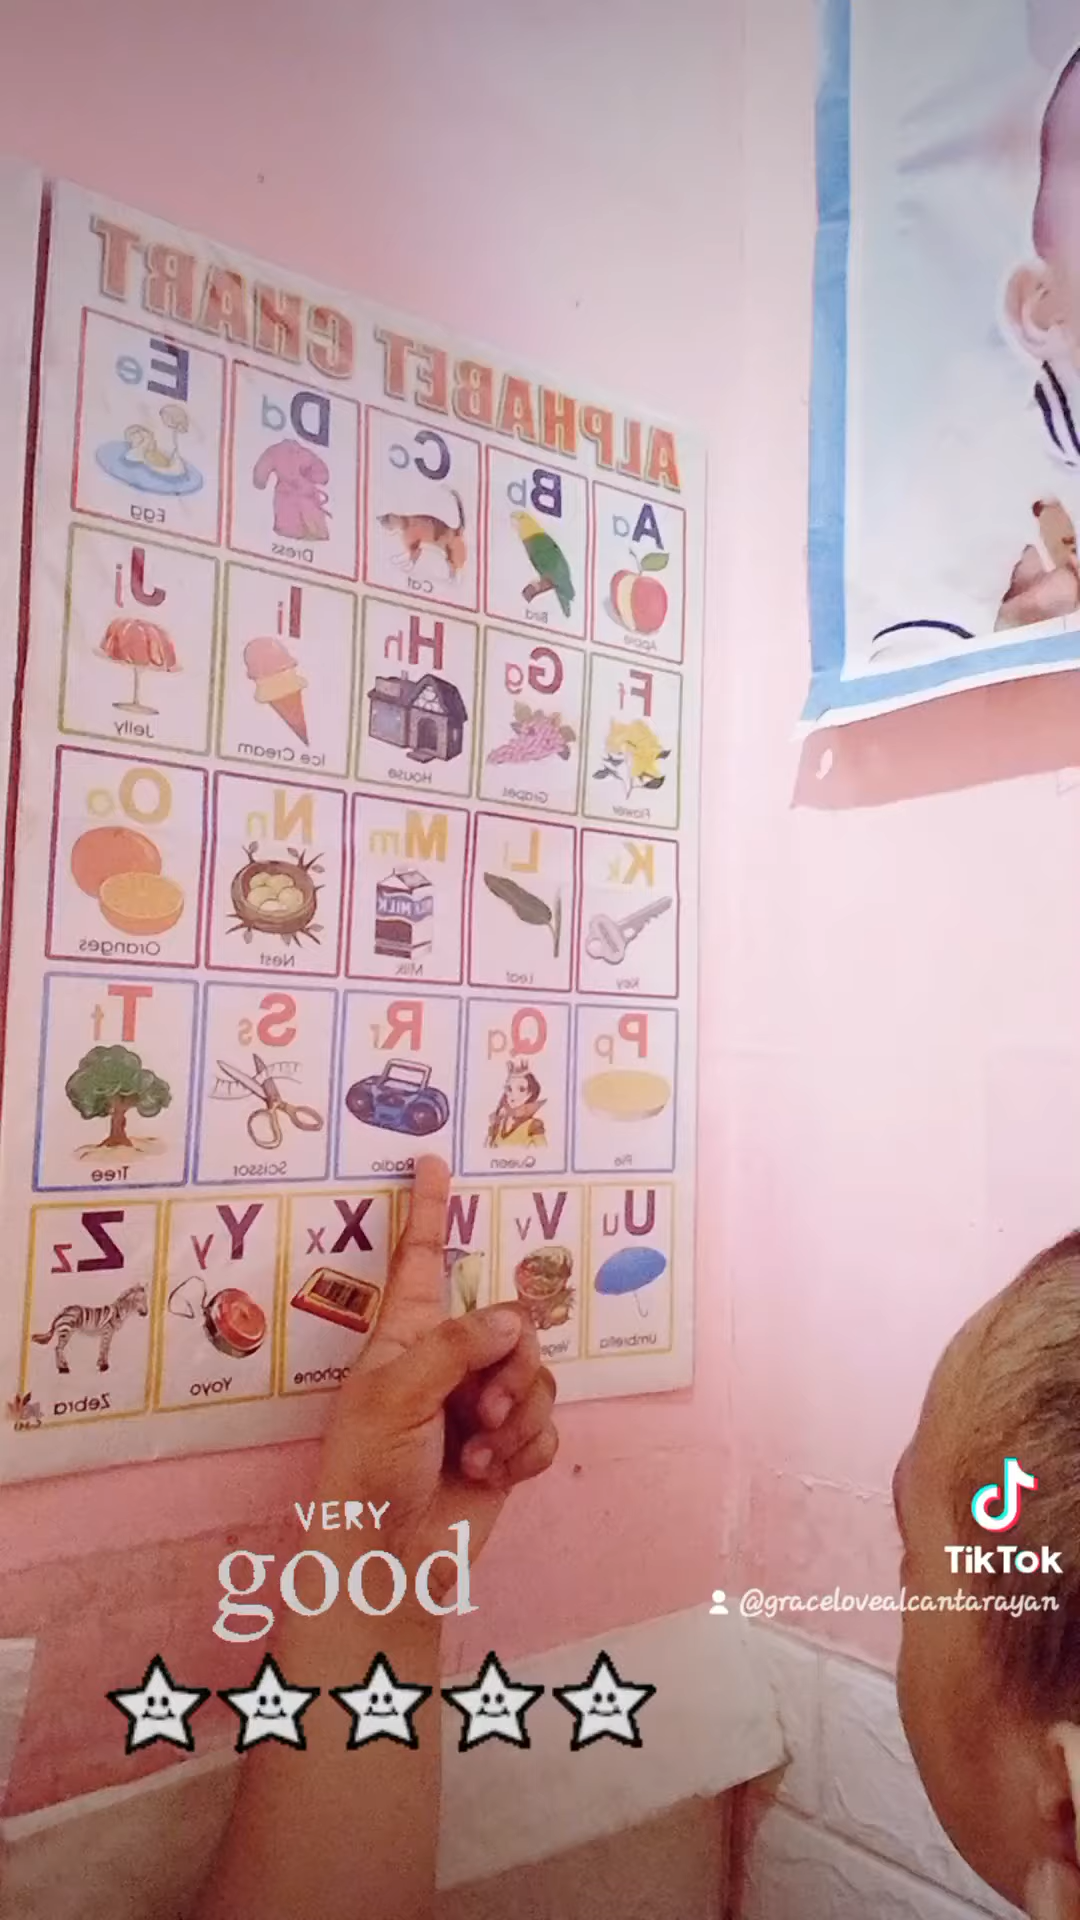 ALPHABET CHART
Aa Bb Cc Dd Ee
Apple Bird Cat Dress Egg
Ff Gg Hh Ii Jj
Flower Grapes House Ice Cream Jelly
Kk Ll Mm Nn Oo
MILK
Key Leaf Milk Nest Oranges
Pp Qq Rr Ss Tt
Pie Queen Radio Scissor Tree
Uu Vv W Xx Yy Zz
Umbrella Yoyo Zebra
VERY
good
TikTok
@gracelovealcantarayan